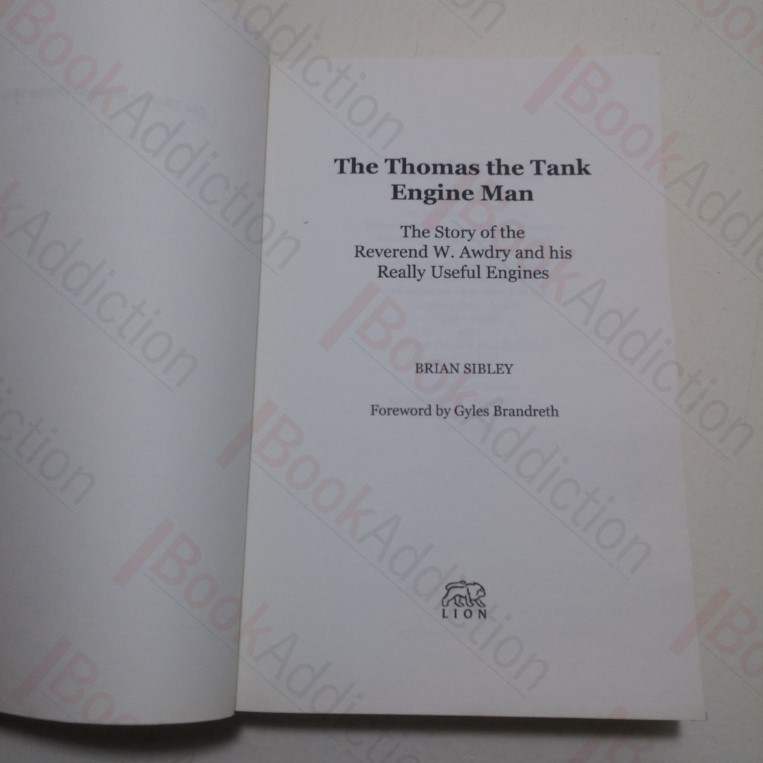 The Thomas the Tank
Engine Man
The Story of the
Reverend W. Awdry and his
Really Useful Engines
BRIAN SIBLEY
Foreword by Gyles Brandreth
LION
BookAddiction